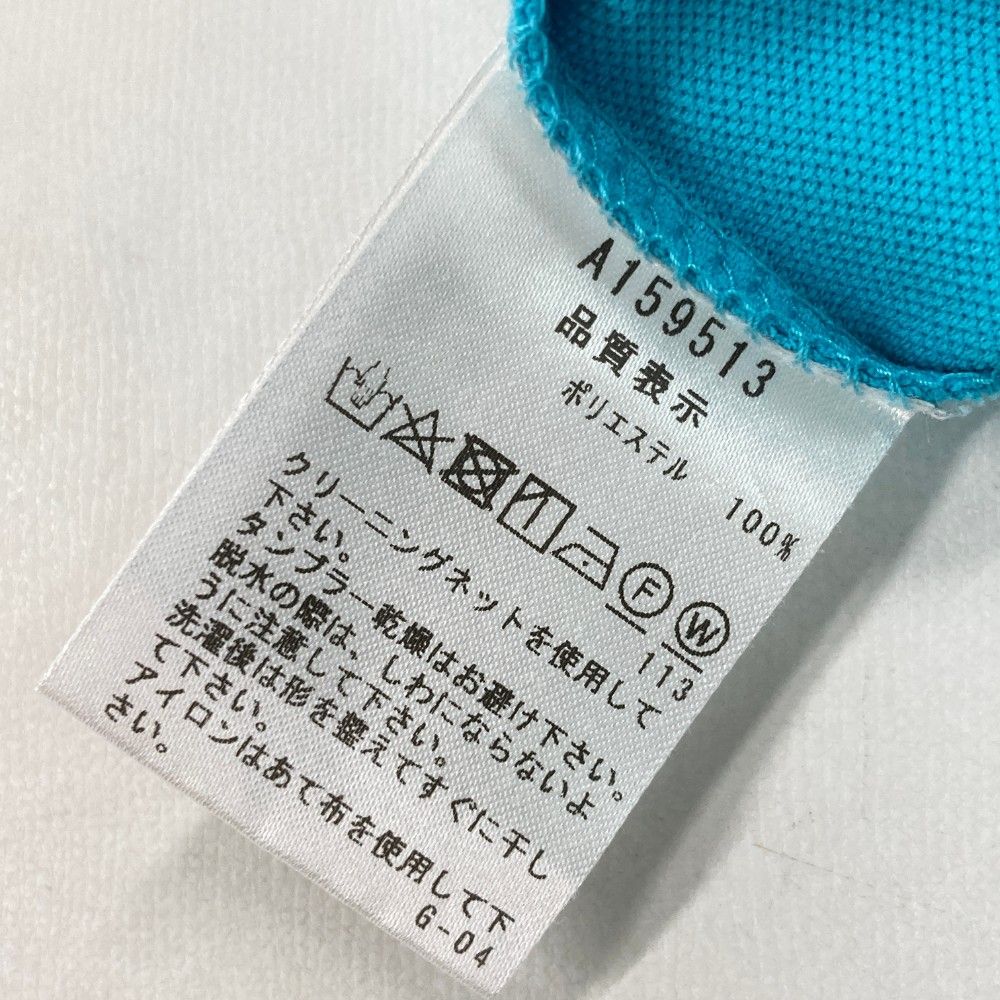 A159513
品質表示
ポリエステル 100%
F W
113
クリーニングネットを使用して
下さい。
タンブラー乾燥はお避け下さい。
脱水の際は、しわにならないよ
うに注意して下さい。
洗濯後は形を整えてすぐに干し
て下さい。
アイロンはあて布を使用して下
さい。
G-04